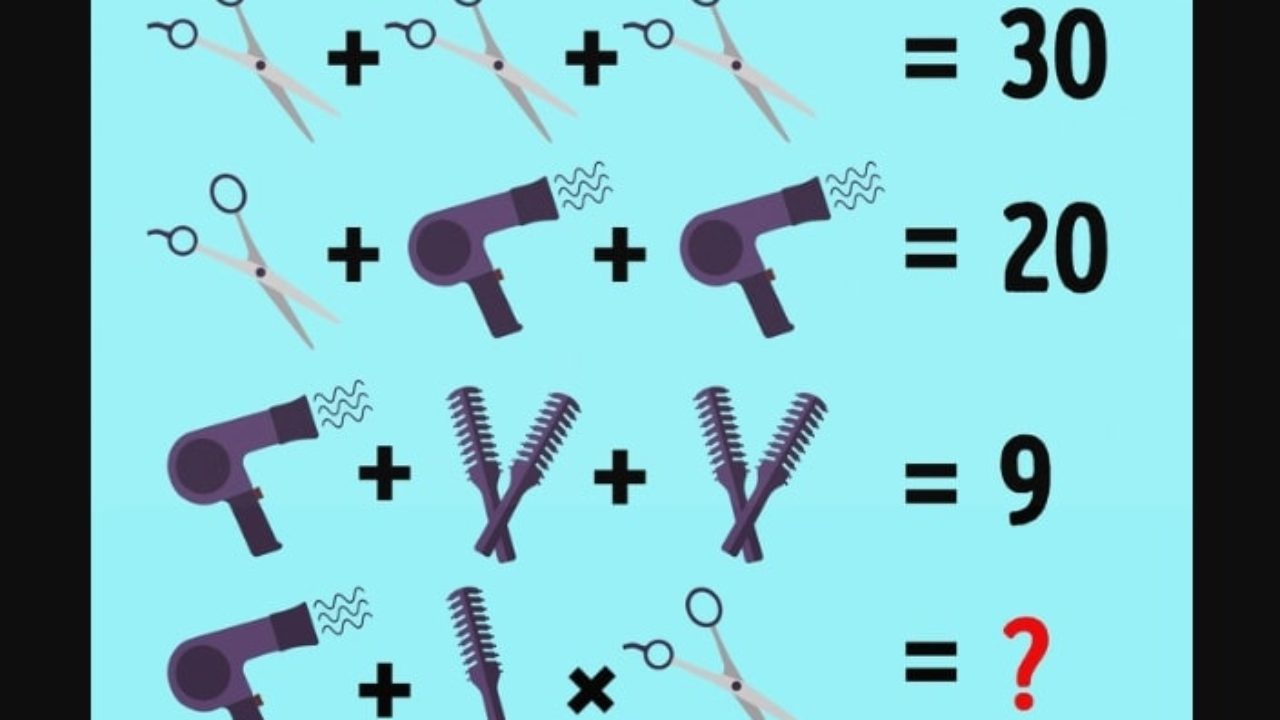 + + = 30
+ + = 20
+ + = 9
+ × = ?